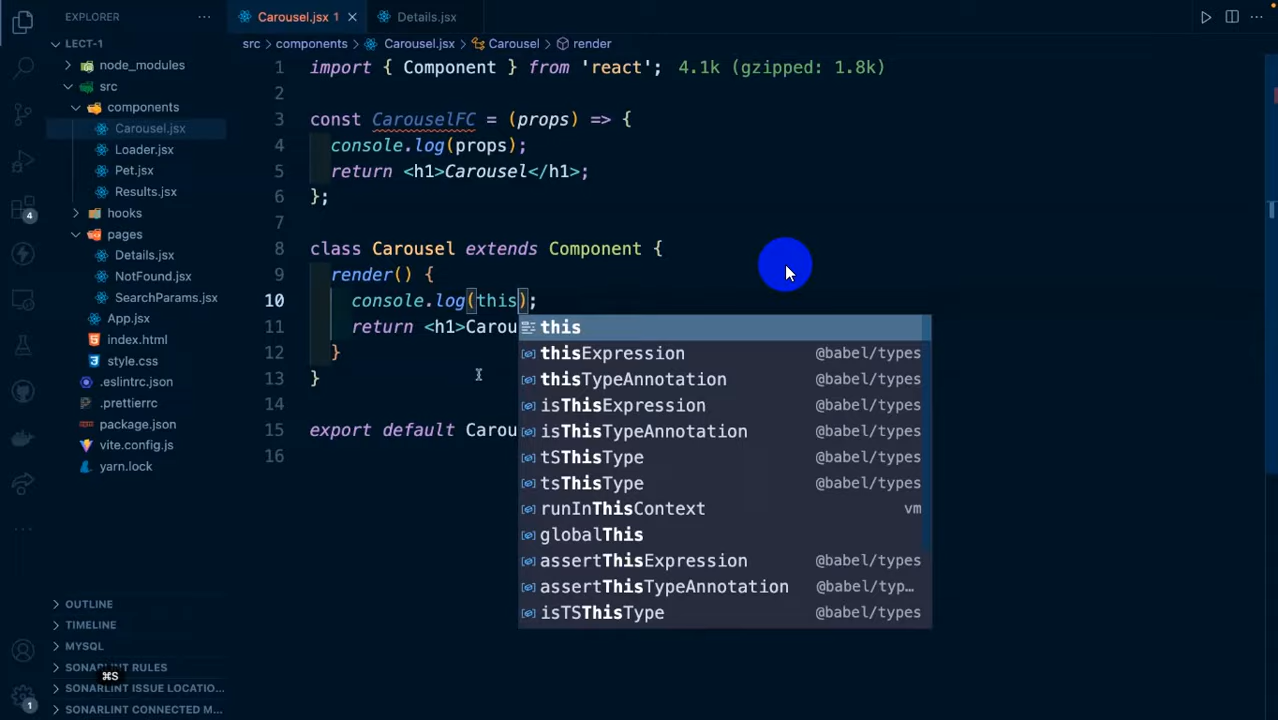 EXPLORER
LECT-1
node_modules
src
components
Carousel.jsx
Loader.jsx
Pet.jsx
Results.jsx
hooks
pages
Details.jsx
NotFound.jsx
SearchParams.jsx
App.jsx
index.html
style.css
.eslintrc.json
.prettierrc
package.json
vite.config.js
yarn.lock
OUTLINE
TIMELINE
MYSQL
SONARLINT RULES
SONARLINT ISSUE LOCATIO...
SONARLINT CONNECTED M...
⌘S
4
1
Carousel.jsx 1
Details.jsx
src > components > Carousel.jsx > Carousel > render
1 import { Component } from 'react'; 4.1k (gzipped: 1.8k)
2
3 const CarouselFC = (props) => {
4 console.log(props);
5 return <h1>Carousel</h1>;
6 };
7
8 class Carousel extends Component {
9 render() {
10 console.log(this);
11 return <h1>Carou
12 }
13 }
14
15 export default Carou
16
this
thisExpression @babel/types
thisTypeAnnotation @babel/types
isThisExpression @babel/types
isThisTypeAnnotation @babel/types
tSThisType @babel/types
tsThisType @babel/types
runInThisContext vm
globalThis
assertThisExpression @babel/types
assertThisTypeAnnotation @babel/typ...
isTSThisType @babel/types